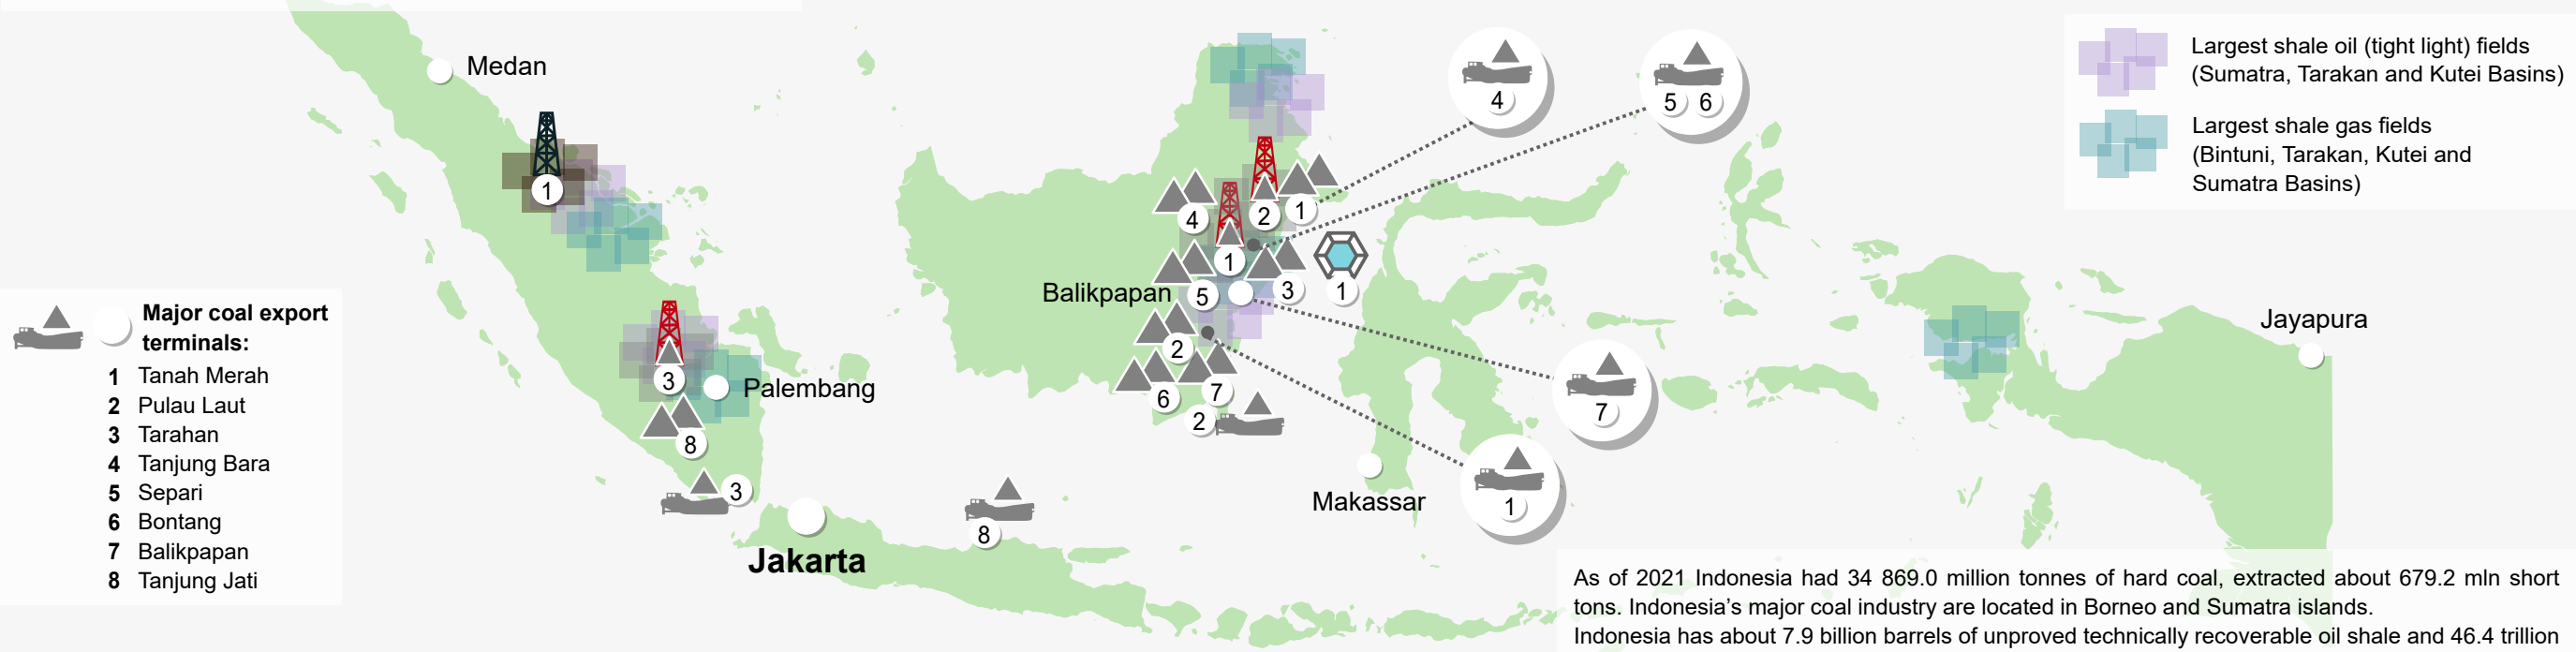 Medan
4
5 6
Largest shale oil (tight light) fields
(Sumatra, Tarakan and Kutei Basins)
Largest shale gas fields
(Bintuni, Tarakan, Kutei and
Sumatra Basins)
1
4
2
1
1
5
3
1
Balikpapan
2
6
7
2
Major coal export
terminals:
1 Tanah Merah
2 Pulau Laut
3 Tarahan
4 Tanjung Bara
5 Separi
6 Bontang
7 Balikpapan
8 Tanjung Jati
3
Palembang
8
3
Jakarta
8
Makassar
7
1
Jayapura
As of 2021 Indonesia had 34 869.0 million tonnes of hard coal, extracted about 679.2 mln short
tons. Indonesia's major coal industry are located in Borneo and Sumatra islands.
Indonesia has about 7.9 billion barrels of unproved technically recoverable oil shale and 46.4 trillion